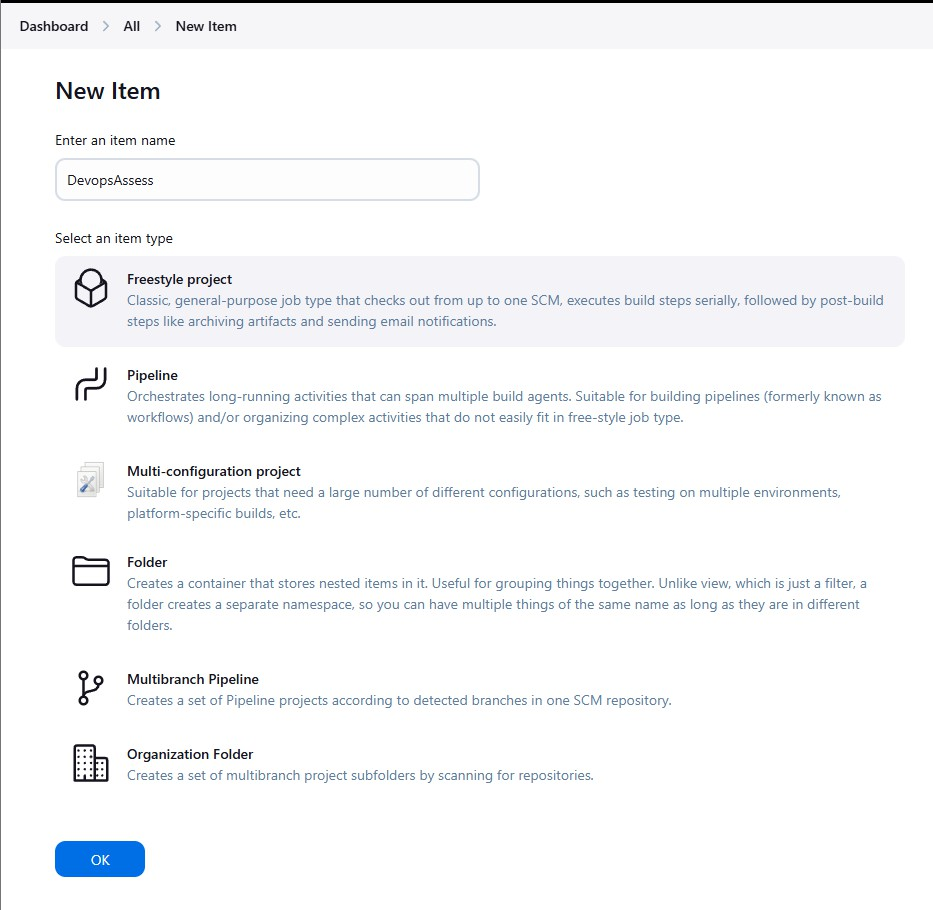 Dashboard > All > New Item
New Item
Enter an item name
DevopsAssess
Select an item type
Freestyle project
Classic, general-purpose job type that checks out from up to one SCM, executes build steps serially, followed by post-build
steps like archiving artifacts and sending email notifications.
Pipeline
Orchestrates long-running activities that can span multiple build agents. Suitable for building pipelines (formerly known as
workflows) and/or organizing complex activities that do not easily fit in free-style job type.
Multi-configuration project
Suitable for projects that need a large number of different configurations, such as testing on multiple environments,
platform-specific builds, etc.
Folder
Creates a container that stores nested items in it. Useful for grouping things together. Unlike view, which is just a filter, a
folder creates a separate namespace, so you can have multiple things of the same name as long as they are in different
folders.
Multibranch Pipeline
Creates a set of Pipeline projects according to detected branches in one SCM repository.
Organization Folder
Creates a set of multibranch project subfolders by scanning for repositories.
OK